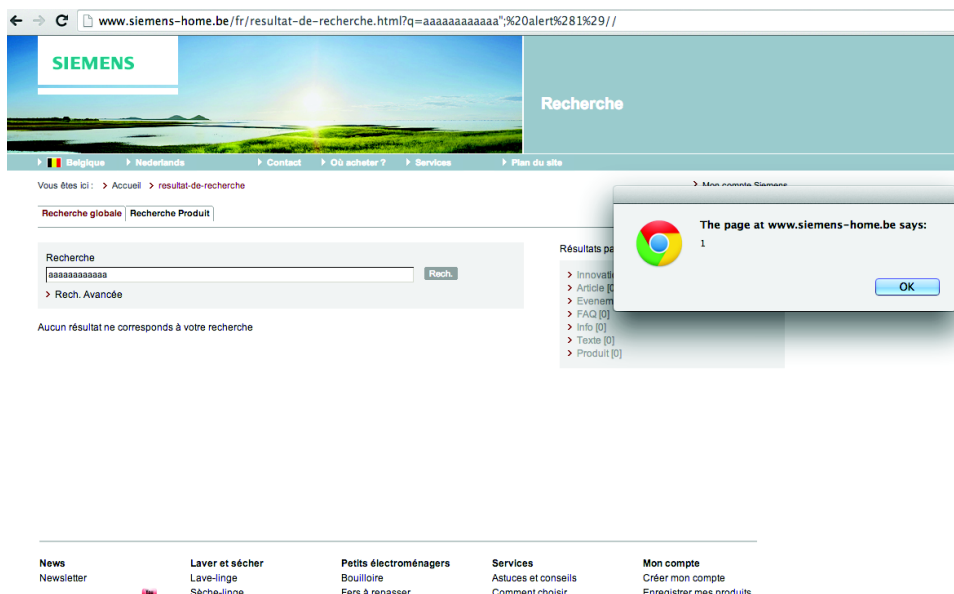 www.siemens-home.be/fr/resultat-de-recherche.html?q=aaaaaaaaaaaa";%20alert%281%29//
SIEMENS
Recherche
Belgique Nederlands Contact Où acheter ? Services Plan du site
Vous êtes ici : Accueil resultat-de-recherche
Mon compte Siemens
Recherche globale Recherche Produit
The page at www.siemens-home.be says:
1
OK
Recherche
aaaaaaaaaaaa
Rech.
Rech. Avancée
Aucun résultat ne corresponds à votre recherche
Résultats
Article
FAQ [0]
Info [0]
Texte [0]
Produit [0]
News Laver et sécher Petits électroménagers Services Mon compte
Newsletter Lave-linge Bouilloire Astuces et conseils Créer mon compte
Sèche-linge Fers à repasser Comment choisir Enregistrer mes produits